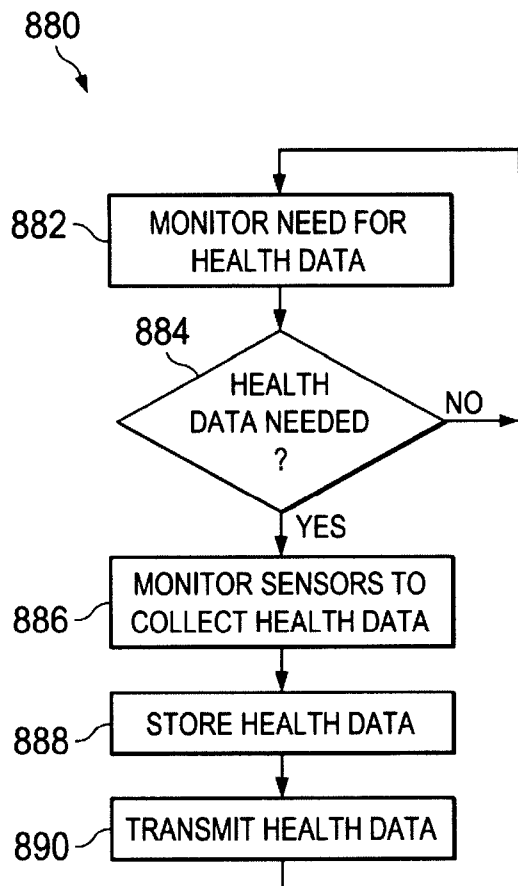 880
882
MONITOR NEED FOR
HEALTH DATA
884
HEALTH
DATA NEEDED
?
NO
YES
886
MONITOR SENSORS TO
COLLECT HEALTH DATA
888
STORE HEALTH DATA
890
TRANSMIT HEALTH DATA